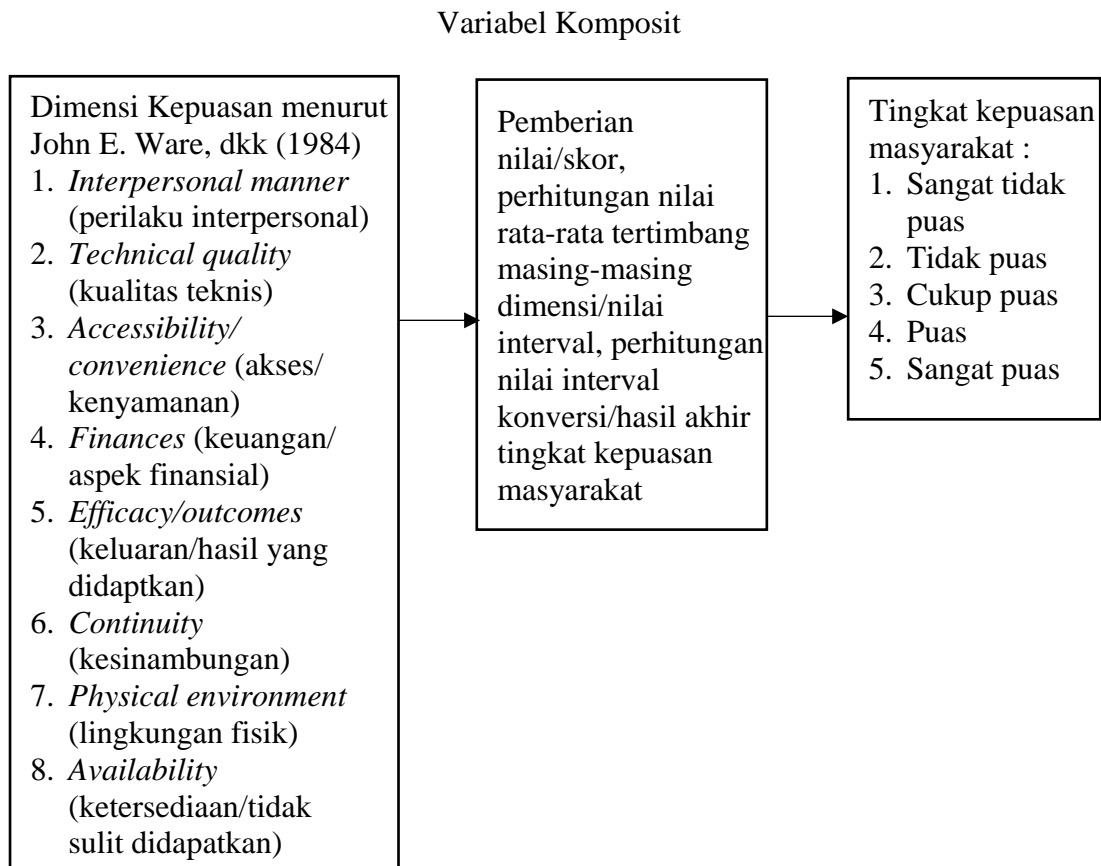 Variabel Komposit
Dimensi Kepuasan menurut
John E. Ware, dkk (1984)
1. Interpersonal manner
(perilaku interpersonal)
2. Technical quality
(kualitas teknis)
3. Accessibility/
convenience (akses/
kenyamanan)
4. Finances (keuangan/
aspek finansial)
5. Efficacy/outcomes
(keluaran/hasil yang
didaptkan)
6. Continuity
(kesinambungan)
7. Physical environment
(lingkungan fisik)
8. Availability
(ketersediaan/tidak
sulit didapatkan)
Pemberian
nilai/skor,
perhitungan nilai
rata-rata tertimbang
masing-masing
dimensi/nilai
interval, perhitungan
nilai interval
konversi/hasil akhir
tingkat kepuasan
masyarakat
Tingkat kepuasan
masyarakat :
1. Sangat tidak
puas
2. Tidak puas
3. Cukup puas
4. Puas
5. Sangat puas